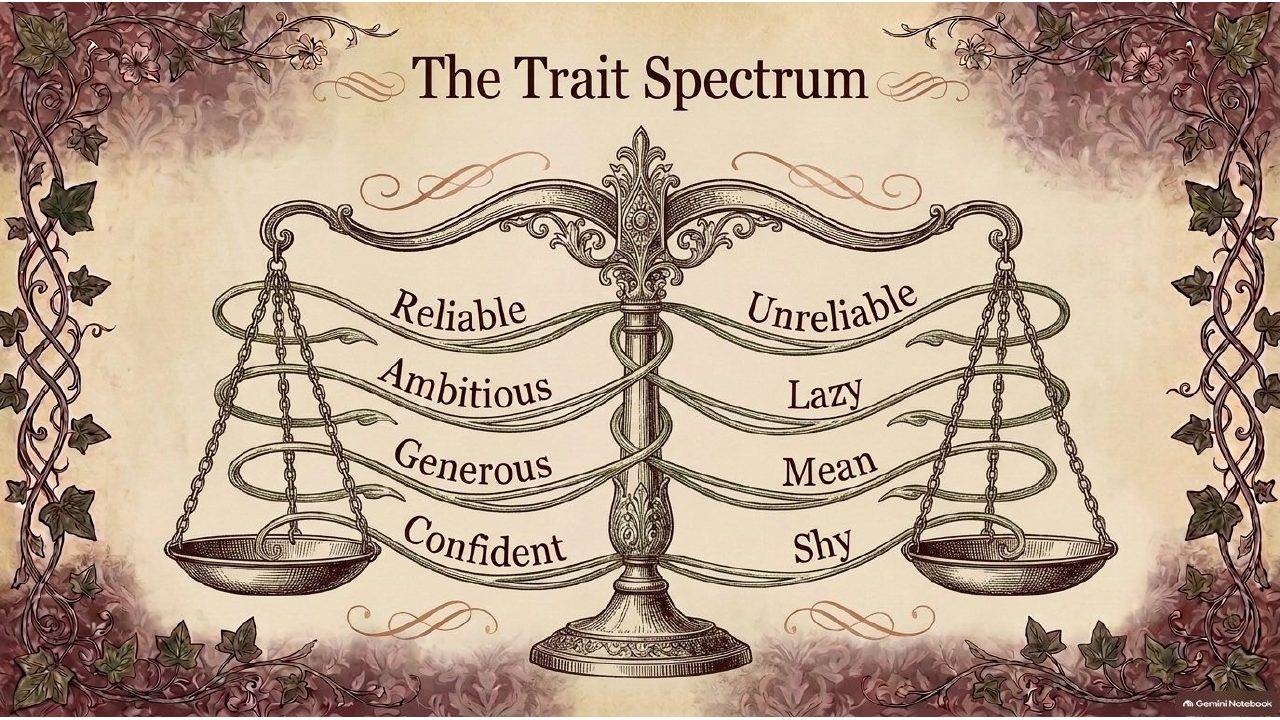 The Trait Spectrum
Reliable
Unreliable
Ambitious
Lazy
Generous
Mean
Confident
Shy
Gemini Notebook